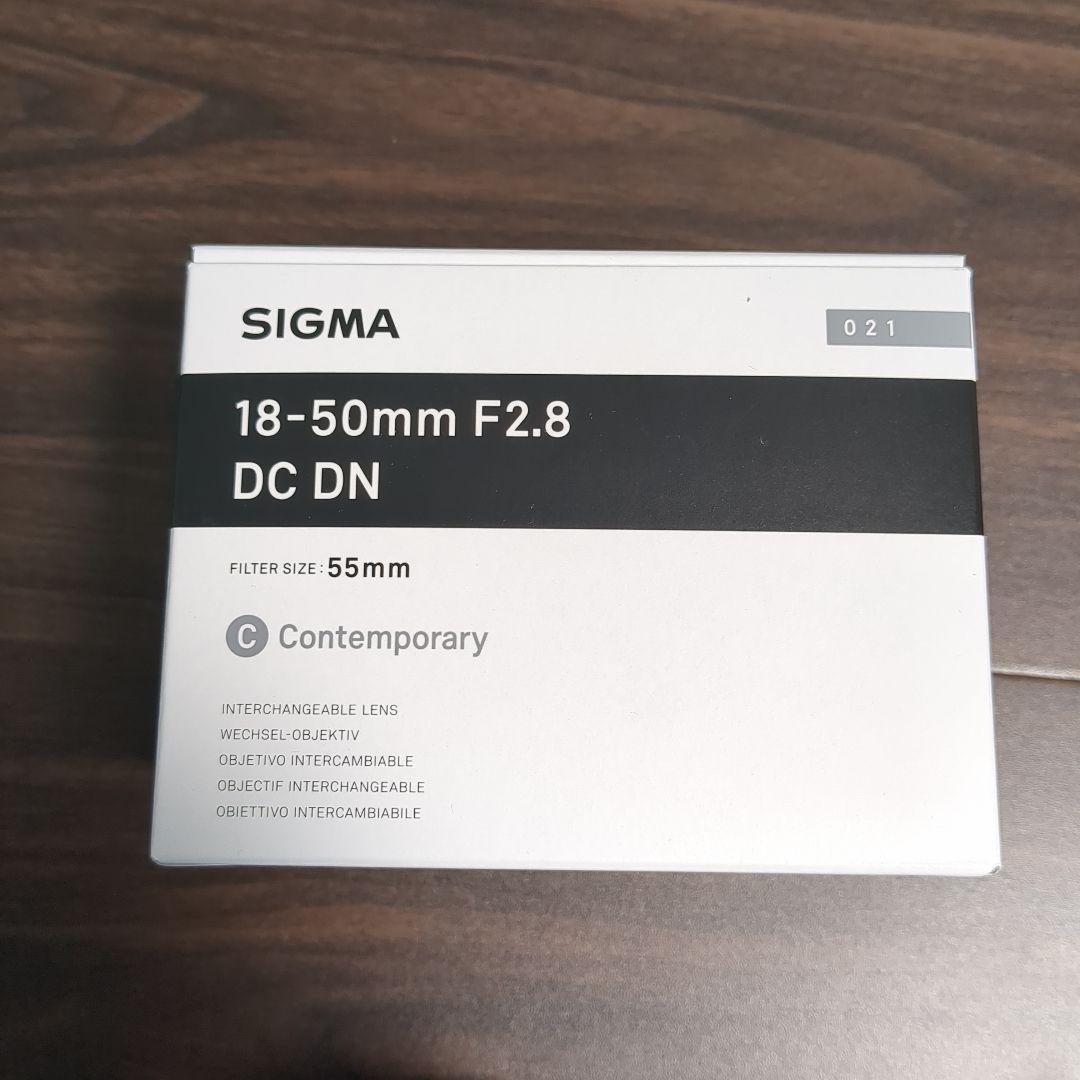 SIGMA
021
18-50mm F2.8
DC DN
FILTER SIZE: 55mm
C Contemporary
INTERCHANGEABLE LENS
WECHSEL-OBJEKTIV
OBJETIVO INTERCAMBIABLE
OBJECTIF INTERCHANGEABLE
OBIETTIVO INTERCAMBIABILE